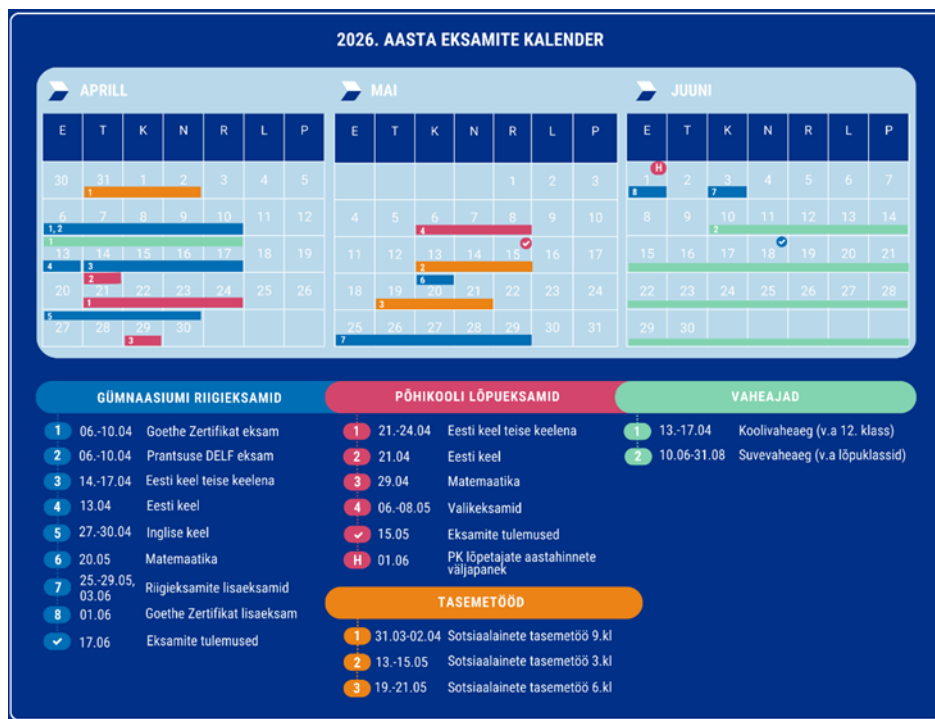 2026. AASTA EKSAMITE KALENDER
APRILL
E T K N R L P
30 31 1 2 3 4 5
1
6 7 8 9 10 11 12
1, 2
1
13 14 15 16 17 18 19
4 3
2
20 21 22 23 24 25 26
1
5
27 28 29 30
3
MAI
E T K N R L P
1 2 3
4 5 6 7 8 9 10
4
11 12 13 14 15 16 17
2
6
18 19 20 21 22 23 24
3
25 26 27 28 29 30 31
7
JUUNI
E T K N R L P
H
1 2 3 4 5 6 7
8 7
8 9 10 11 12 13 14
2
15 16 17 18 19 20 21
22 23 24 25 26 27 28
29 30
GÜMNAASIUMI RIIGIEKSAMID
1 06.-10.04 Goethe Zertifikat eksam
2 06.-10.04 Prantsuse DELF eksam
3 14.-17.04 Eesti keel teise keelena
4 13.04 Eesti keel
5 27.-30.04 Inglise keel
6 20.05 Matemaatika
7 25.-29.05, 03.06 Riigieksamite lisaeksamid
8 01.06 Goethe Zertifikat lisaeksam
17.06 Eksamite tulemused
PÕHIKOOLI LÕPUEKSAMID
1 21.-24.04 Eesti keel teise keelena
2 21.04 Eesti keel
3 29.04 Matemaatika
4 06.-08.05 Valikeksamid
15.05 Eksamite tulemused
H 01.06 PK lõpetajate aastahinnete
väljapanek
TASEMETÖÖD
1 31.03-02.04 Sotsiaalainete tasemetöö 9.kl
2 13.-15.05 Sotsiaalainete tasemetöö 3.kl
3 19.-21.05 Sotsiaalainete tasemetöö 6.kl
VAHEAJAD
1 13.-17.04 Koolivaheaeg (v.a 12. klass)
2 10.06-31.08 Suvevaheaeg (v.a lõpuklassid)